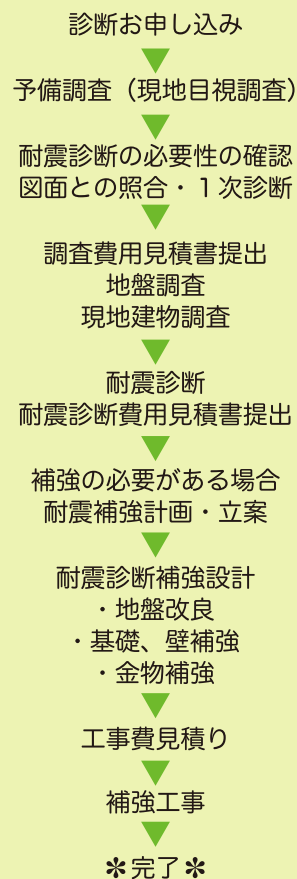 診断お申し込み
予備調査（現地目視調査）
耐震診断の必要性の確認
図面との照合・１次診断
調査費用見積書提出
地盤調査
現地建物調査
耐震診断
耐震診断費用見積書提出
補強の必要がある場合
耐震補強計画・立案
耐震診断補強設計
・地盤改良
・基礎、壁補強
・金物補強
工事費見積り
補強工事
✽完了✽